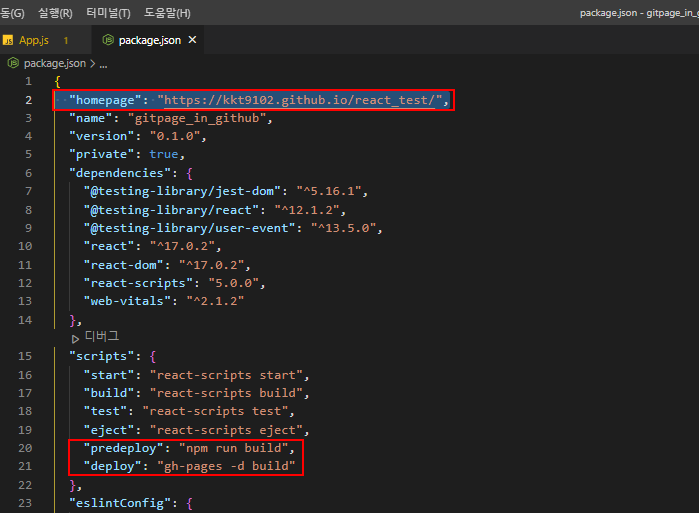 동(G) 실행(R) 터미널(T) 도움말(H) package.json - gitpage_in_g
JS App.js 1 package.json ×
package.json > ...
1 {
2 "homepage": "https://kkt9102.github.io/react_test/",
3 "name": "gitpage_in_github",
4 "version": "0.1.0",
5 "private": true,
6 "dependencies": {
7 "@testing-library/jest-dom": "^5.16.1",
8 "@testing-library/react": "^12.1.2",
9 "@testing-library/user-event": "^13.5.0",
10 "react": "^17.0.2",
11 "react-dom": "^17.0.2",
12 "react-scripts": "5.0.0",
13 "web-vitals": "^2.1.2"
14 },
디버그
15 "scripts": {
16 "start": "react-scripts start",
17 "build": "react-scripts build",
18 "test": "react-scripts test",
19 "eject": "react-scripts eject",
20 "predeploy": "npm run build",
21 "deploy": "gh-pages -d build"
22 },
23 "eslintConfig": {